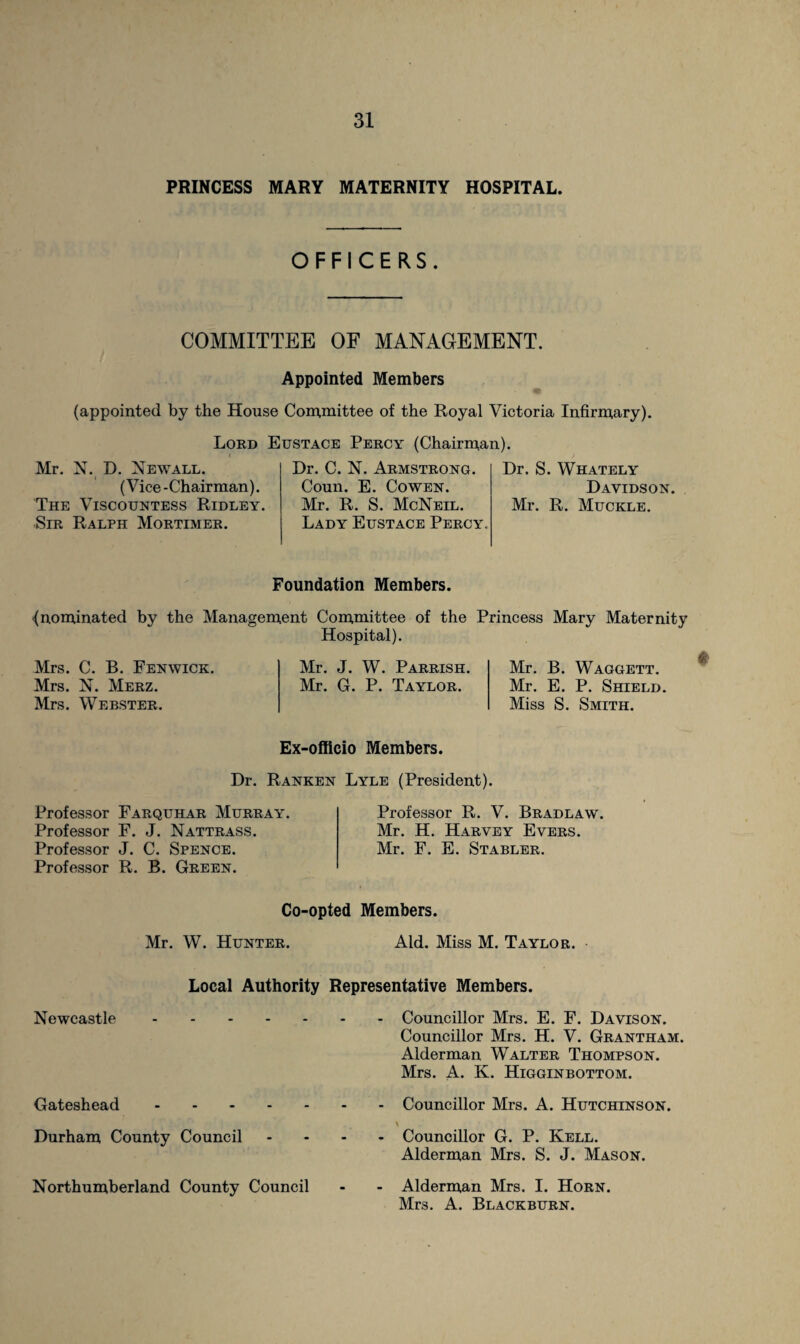 31
PRINCESS MARY MATERNITY HOSPITAL.
OFFICERS.
COMMITTEE OF MANAGEMENT.
Appointed Members
(appointed by the House Committee of the Royal Victoria Infirmary).
Lord Eustace Percy (Chairman).
Mr. N. D. Newall.
(Vice-Chairman).
The Viscountess Ridley.
Sir Ralph Mortimer.
Dr. C. N. Armstrong.
Coun. E. Cowen.
Mr. R. S. McNeil.
Lady Eustace Percy.
Dr. S. Whately
Davidson.
Mr. R. Muckle.
Foundation Members.
(nominated by the Management Committee of the Princess Mary Maternity
Hospital).
Mrs. C. B. Fenwick.
Mrs. N. Merz.
Mrs. Webster.
Mr. J. W. Parrish.
Mr. G. P. Taylor.
Mr. B. Waggett.
Mr. E. P. Shield.
Miss S. Smith.
Ex-officio Members.
Dr. Ranken Lyle (President).
Professor Farquhar Murray.
Professor F. J. Nattrass.
Professor J. C. Spence.
Professor R. B. Green.
Professor R. V. Bradlaw.
Mr. H. Harvey Evers.
Mr. F. E. Stabler.
Co-opted Members.
Mr. W. Hunter. Ald. Miss M. Taylor.
Local Authority Representative Members.
Newcastle - - - - - - - Councillor Mrs. E. F. Davison.
Councillor Mrs. H. V. Grantham.
Alderman Walter Thompson.
Mrs. A. K. Higginbottom.
Gateshead - - - - - - - Councillor Mrs. A. Hutchinson.
Durham County Council - - - - Councillor G. P. Kell.
Alderman Mrs. S. J. Mason.
Northumberland County Council - - Alderman Mrs. I. Horn.
Mrs. A. Blackburn.